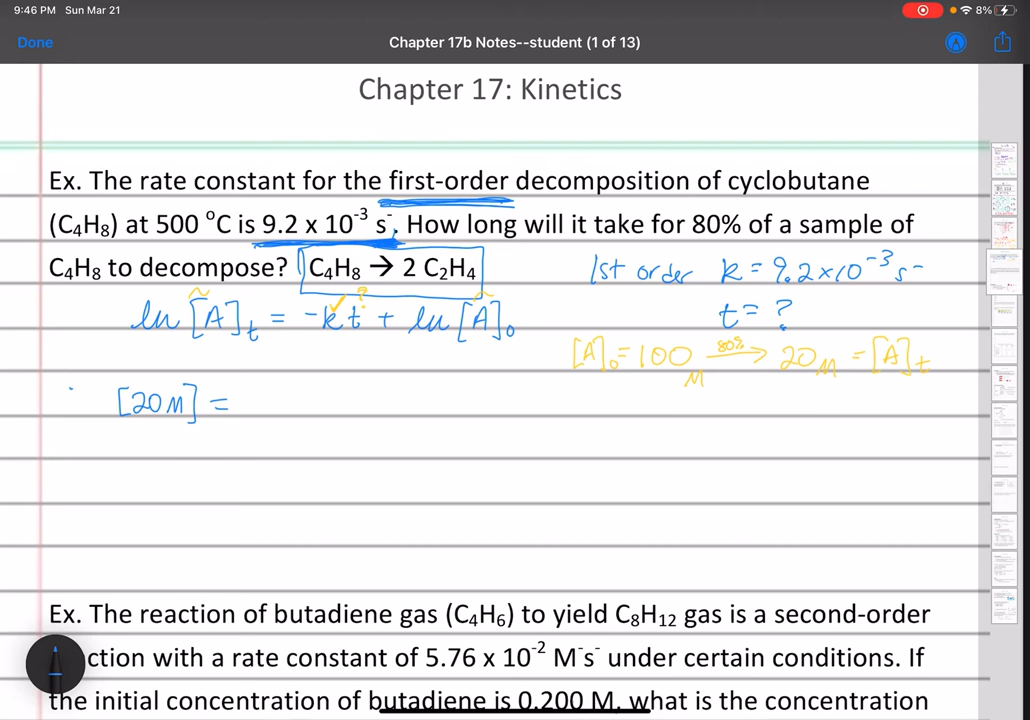 9:46 PM Sun Mar 21
8%
Done
Chapter 17b Notes--student (1 of 13)
Chapter 17: Kinetics
Ex. The rate constant for the first-order decomposition of cyclobutane
(C₄H₈) at 500 ⁰C is 9.2 x 10⁻³ s⁻. How long will it take for 80% of a sample of
C₄H₈ to decompose? C₄H₈ → 2 C₂H₄
1st order k = 9.2×10⁻³ s⁻
t = ?
?
ln [A]ₜ = -kt + ln [A]₀
[A]₀ = 100 M 80% → 20 M = [A]ₜ
[20 M] =
Ex. The reaction of butadiene gas (C₄H₆) to yield C₈H₁₂ gas is a second-order
ction with a rate constant of 5.76 x 10⁻² M⁻s⁻ under certain conditions. If
the initial concentration of butadiene is 0.200 M, what is the concentration